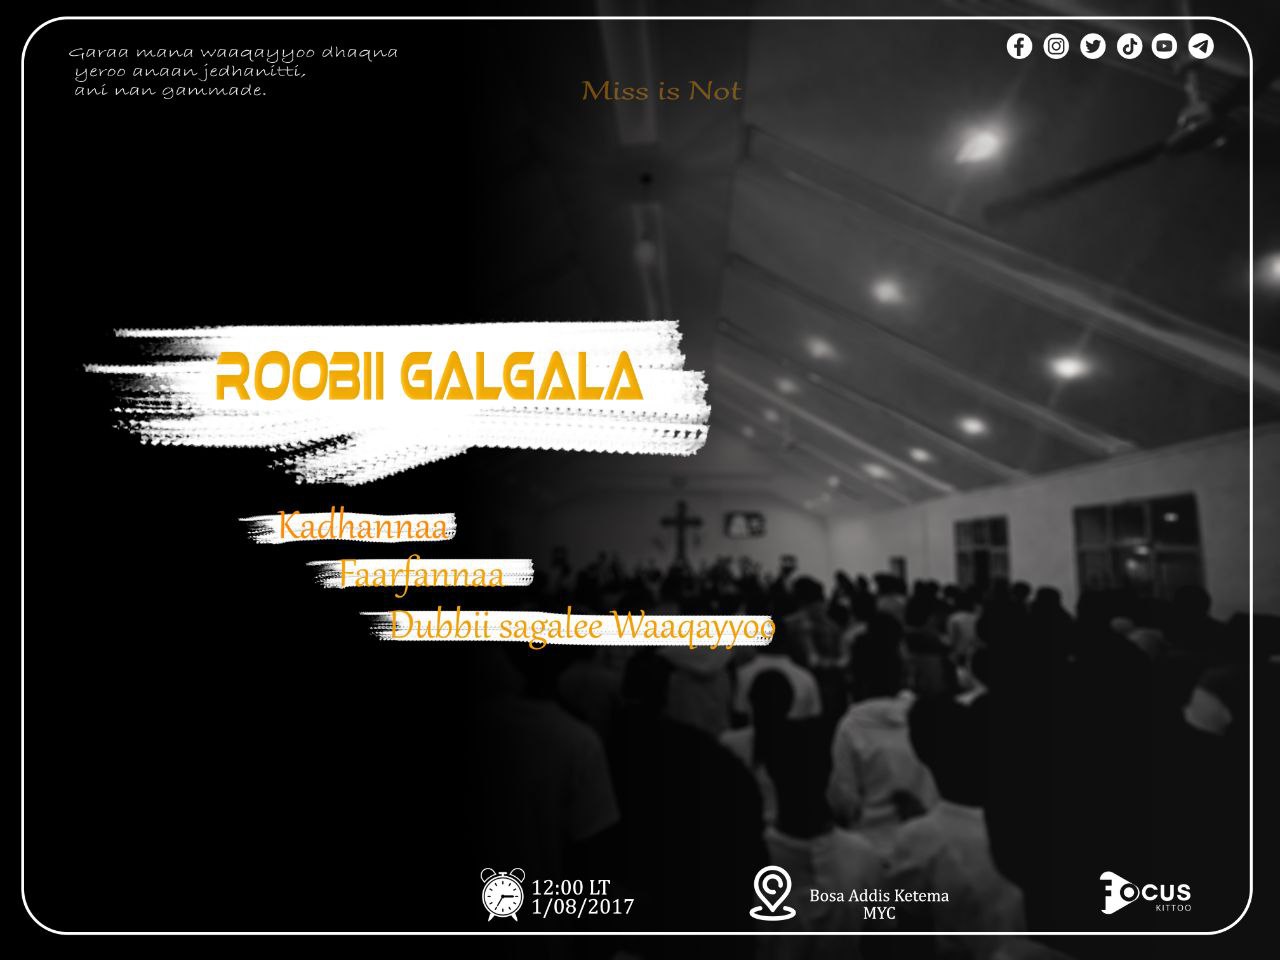 Garaa mana waaqayyoo dhaqna
yeroo anaan jedhanitti,
ani nan gammade.
Miss is Not
ROOBII GALGALA
Kadhannaa
Faarfannaa
Dubbii sagalee Waaqayyoo
12:00 LT
1/08/2017
Bosa Addis Ketema
MYC
FOCUS
KITTOO